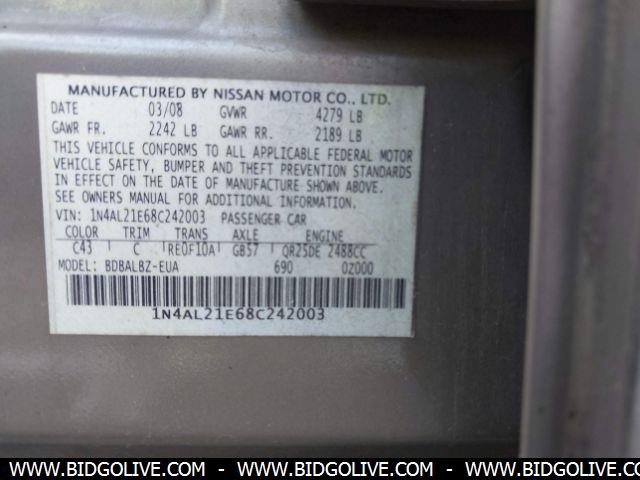 MANUFACTURED BY NISSAN MOTOR CO., LTD.
DATE 03/08 GVWR 4279 LB
GAWR FR. 2242 LB GAWR RR. 2189 LB
THIS VEHICLE CONFORMS TO ALL APPLICABLE FEDERAL MOTOR
VEHICLE SAFETY, BUMPER AND THEFT PREVENTION STANDARDS
IN EFFECT ON THE DATE OF MANUFACTURE SHOWN ABOVE.
SEE OWNERS MANUAL FOR ADDITIONAL INFORMATION.
VIN: 1N4AL21E68C242003 PASSENGER CAR
COLOR TRIM TRANS AXLE ENGINE
C43 C RE0F10A GB57 QR25DE 2488CC
MODEL: BDBALBZ-EUA 690 0Z000
1N4AL21E68C242003
WWW.BIDGOLIVE.COM - WWW.BIDGOLIVE.COM - WWW.BIDGOLIVE.COM